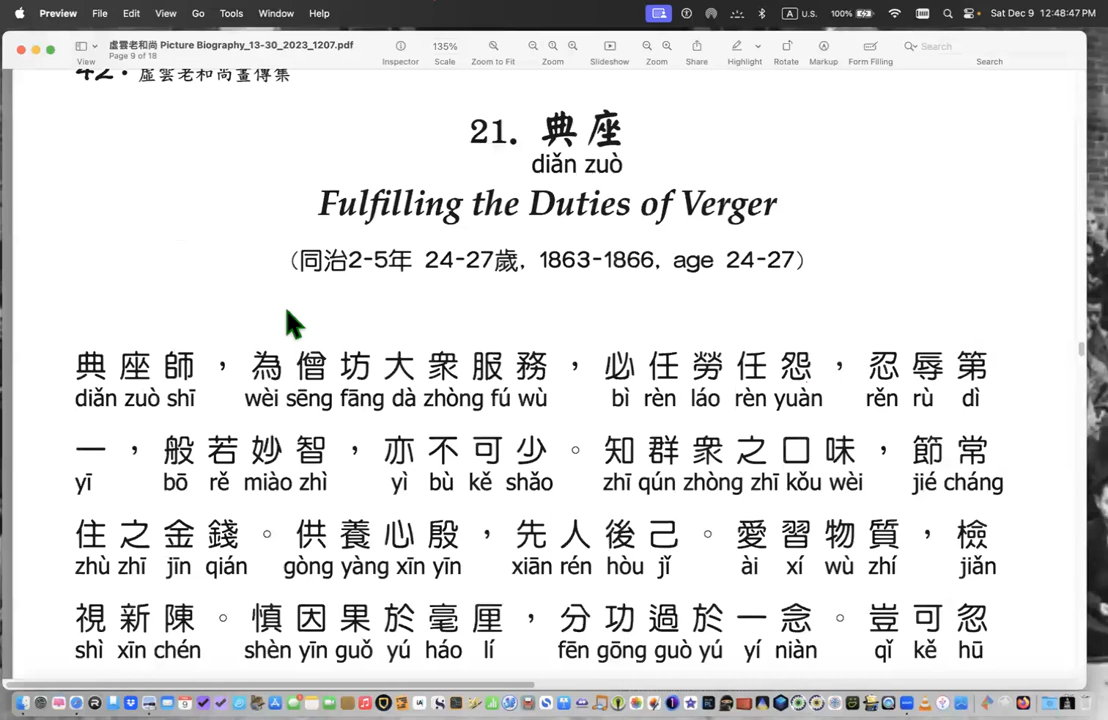 Preview File Edit View Go Tools Window Help U.S. 100% Sat Dec 9 12:48:47 PM
虛雲老和尚 Picture Biography_13-30_2023_1207.pdf
Page 9 of 18
135%
Search
View Inspector Scale Zoom to Fit Zoom Slideshow Zoom Share Highlight Rotate Markup Form Filling Search
42・虛雲老和尚畫傳集
21. 典座
diǎn zuò
Fulfilling the Duties of Verger
(同治2-5年 24-27歲, 1863-1866, age 24-27)
典座師，為僧坊大衆服務，必任勞任怨，忍辱第
diǎn zuò shī wèi sēng fāng dà zhòng fú wù bì rèn láo rèn yuàn rěn rù dì
一，般若妙智，亦不可少。知群衆之口味，節常
yī bō rě miào zhì yì bù kě shǎo zhī qún zhòng zhī kǒu wèi jié cháng
住之金錢。供養心殷，先人後己。愛習物質，檢
zhù zhī jīn qián gòng yàng xīn yīn xiān rén hòu jǐ ài xí wù zhí jiǎn
視新陳。慎因果於毫厘，分功過於一念。豈可忽
shì xīn chén shèn yīn guǒ yú háo lí fēn gōng guò yú yí niàn qǐ kě hū